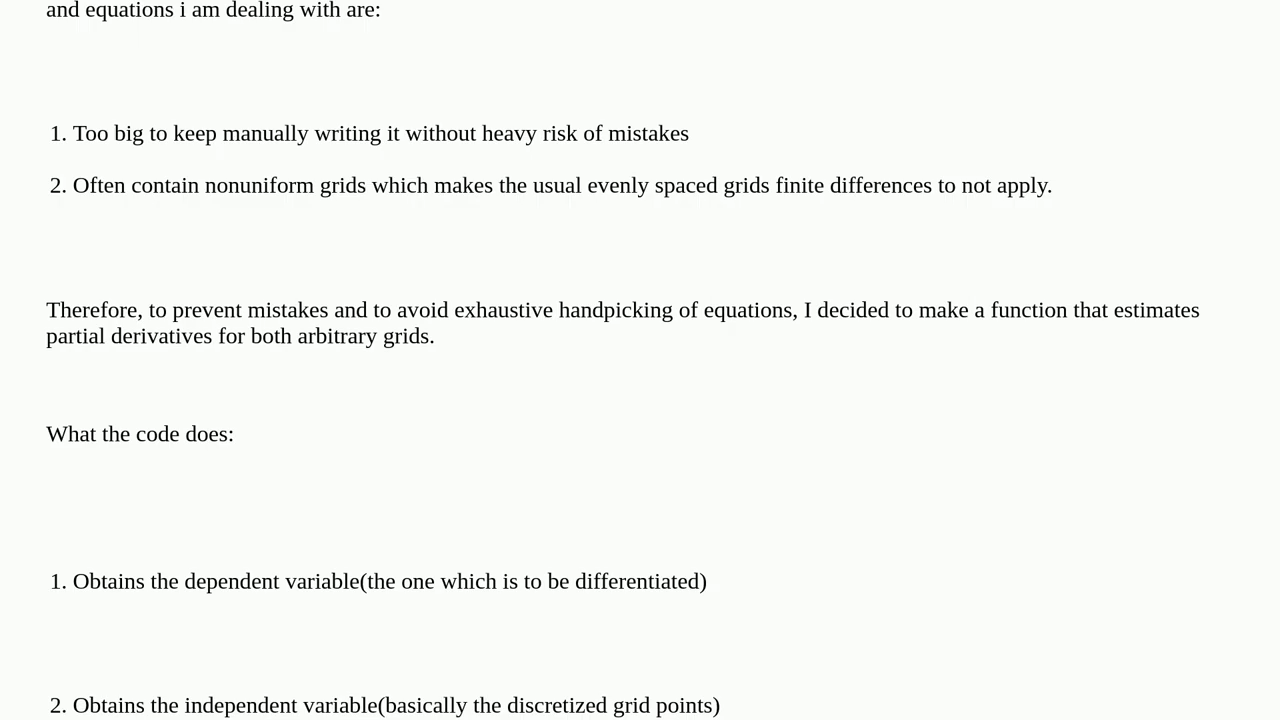 and equations i am dealing with are:
1. Too big to keep manually writing it without heavy risk of mistakes
2. Often contain nonuniform grids which makes the usual evenly spaced grids finite differences to not apply.
Therefore, to prevent mistakes and to avoid exhaustive handpicking of equations, I decided to make a function that estimates
partial derivatives for both arbitrary grids.
What the code does:
1. Obtains the dependent variable(the one which is to be differentiated)
2. Obtains the independent variable(basically the discretized grid points)